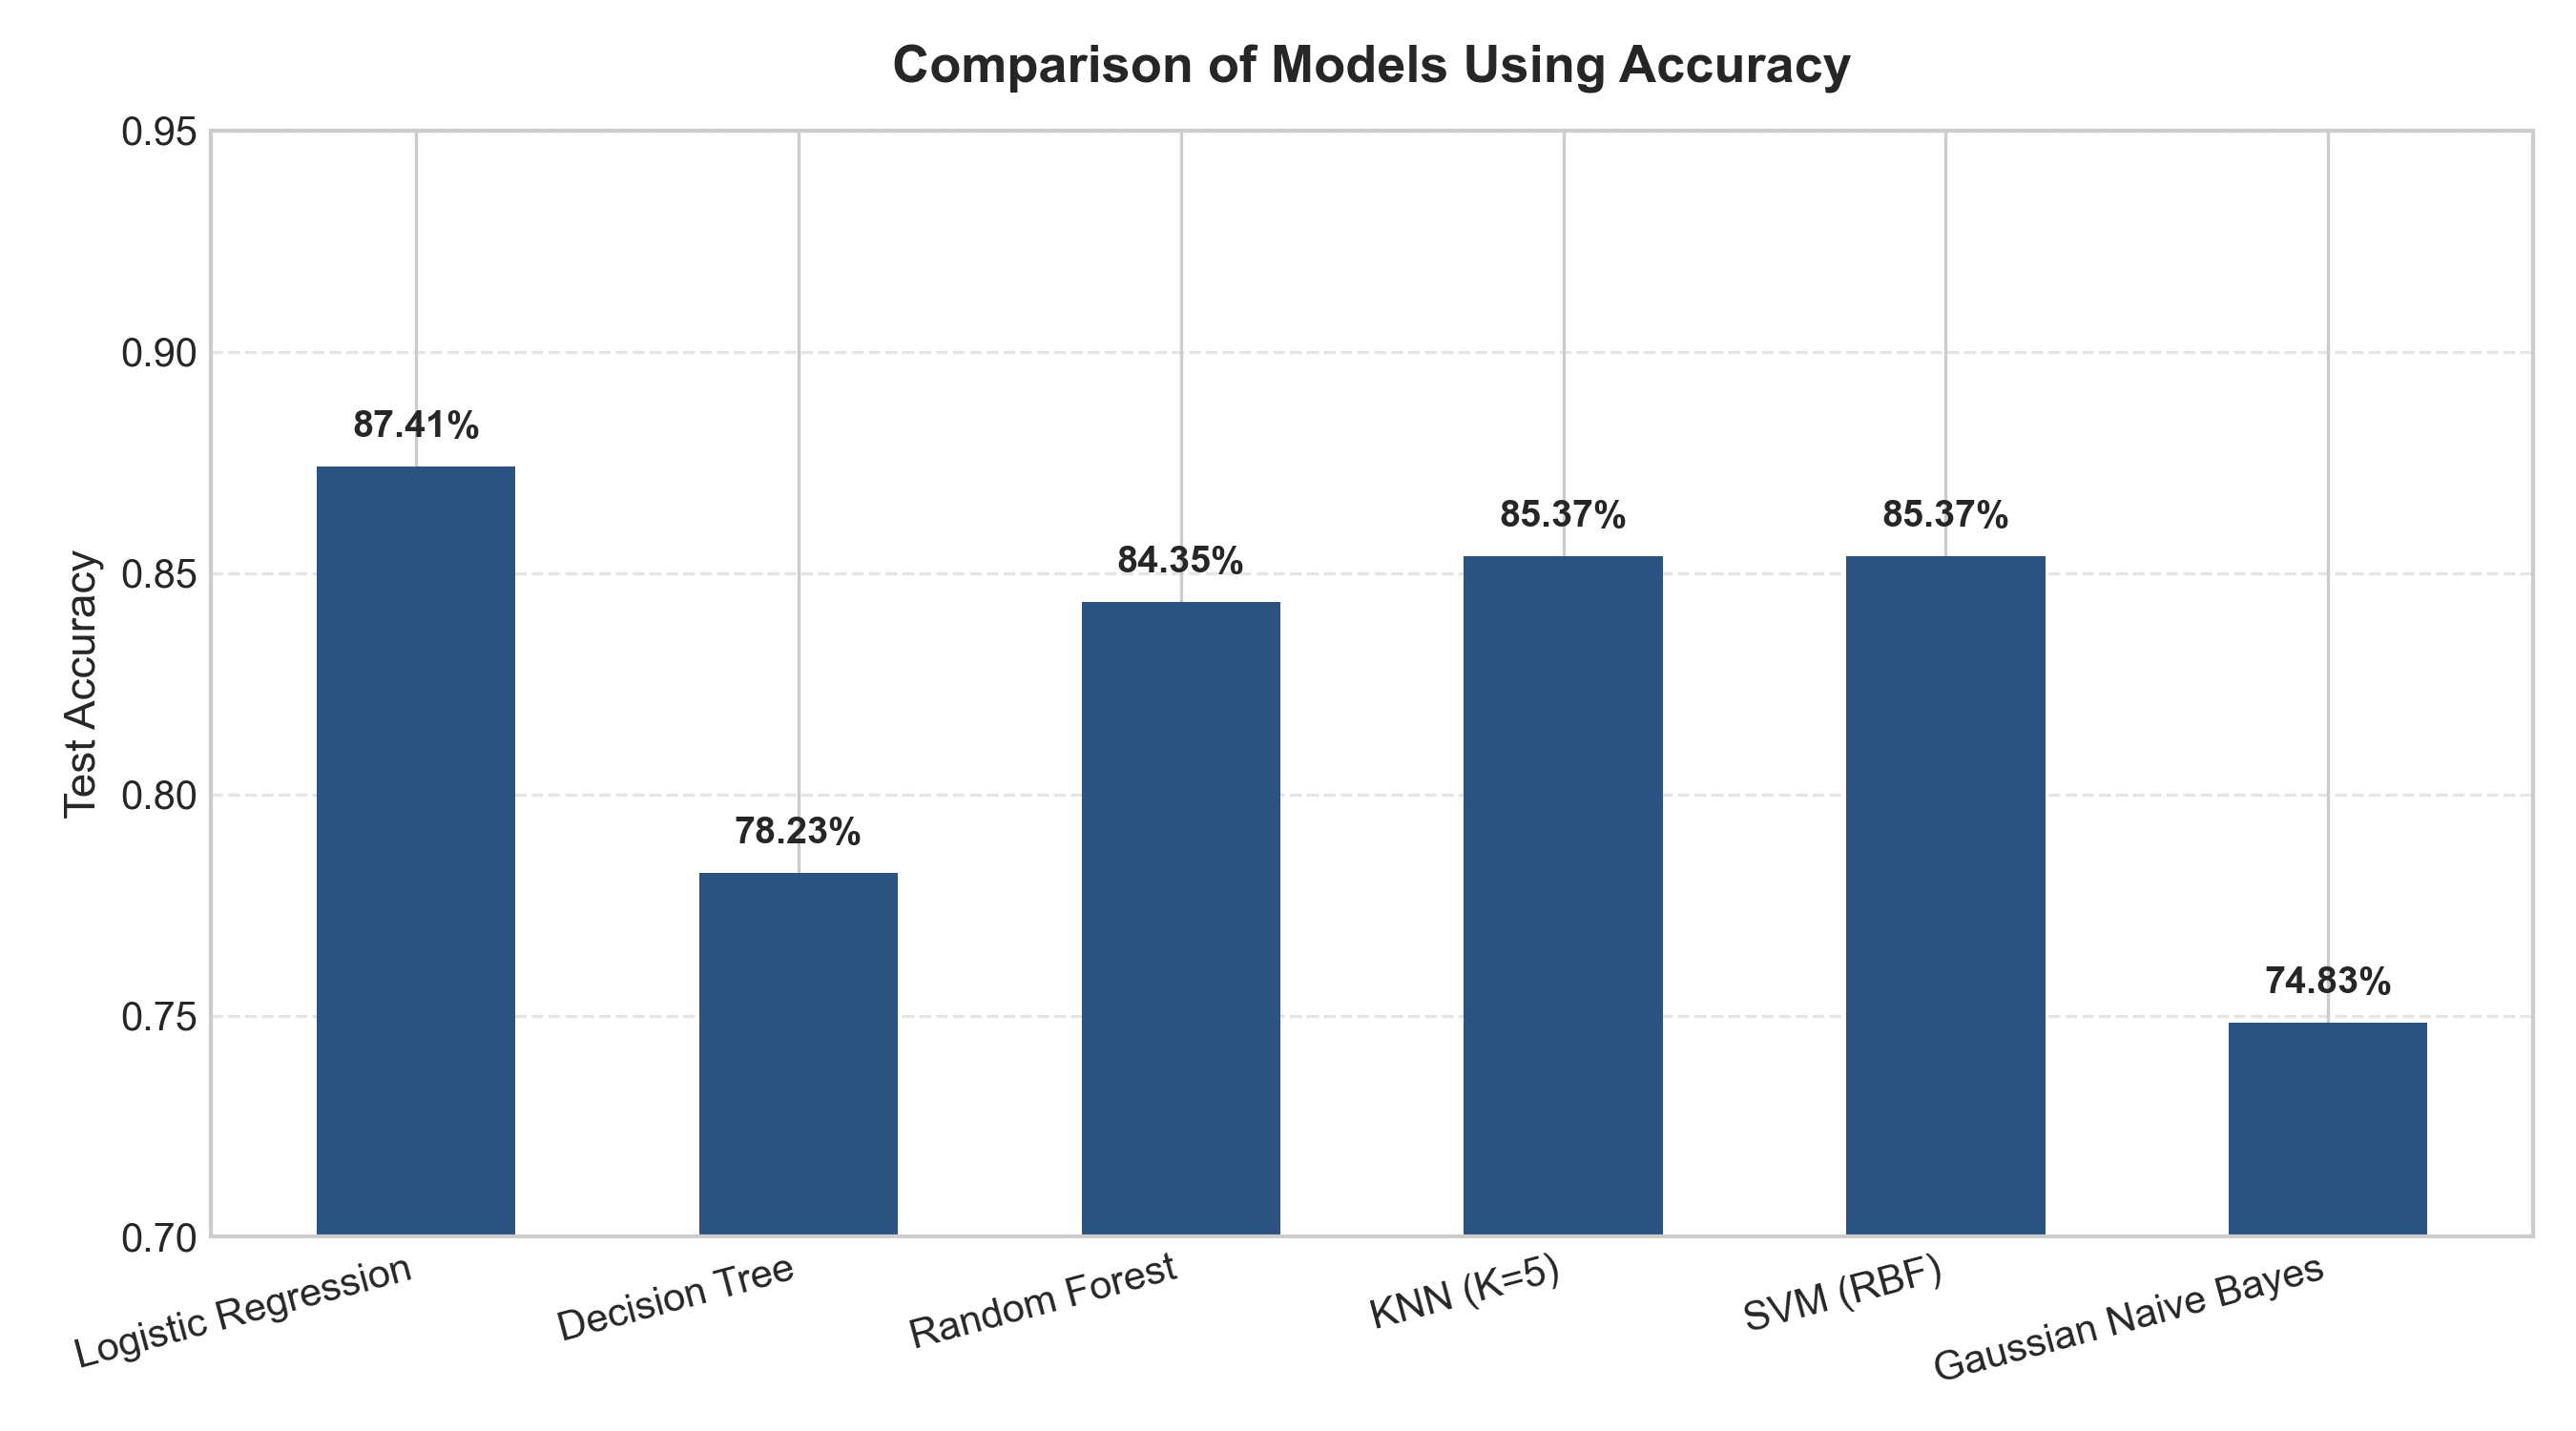 Comparison of Models Using Accuracy
Test Accuracy
0.95
0.90
0.85
0.80
0.75
0.70
87.41%
78.23%
84.35%
85.37%
85.37%
74.83%
Logistic Regression
Decision Tree
Random Forest
KNN (K=5)
SVM (RBF)
Gaussian Naive Bayes